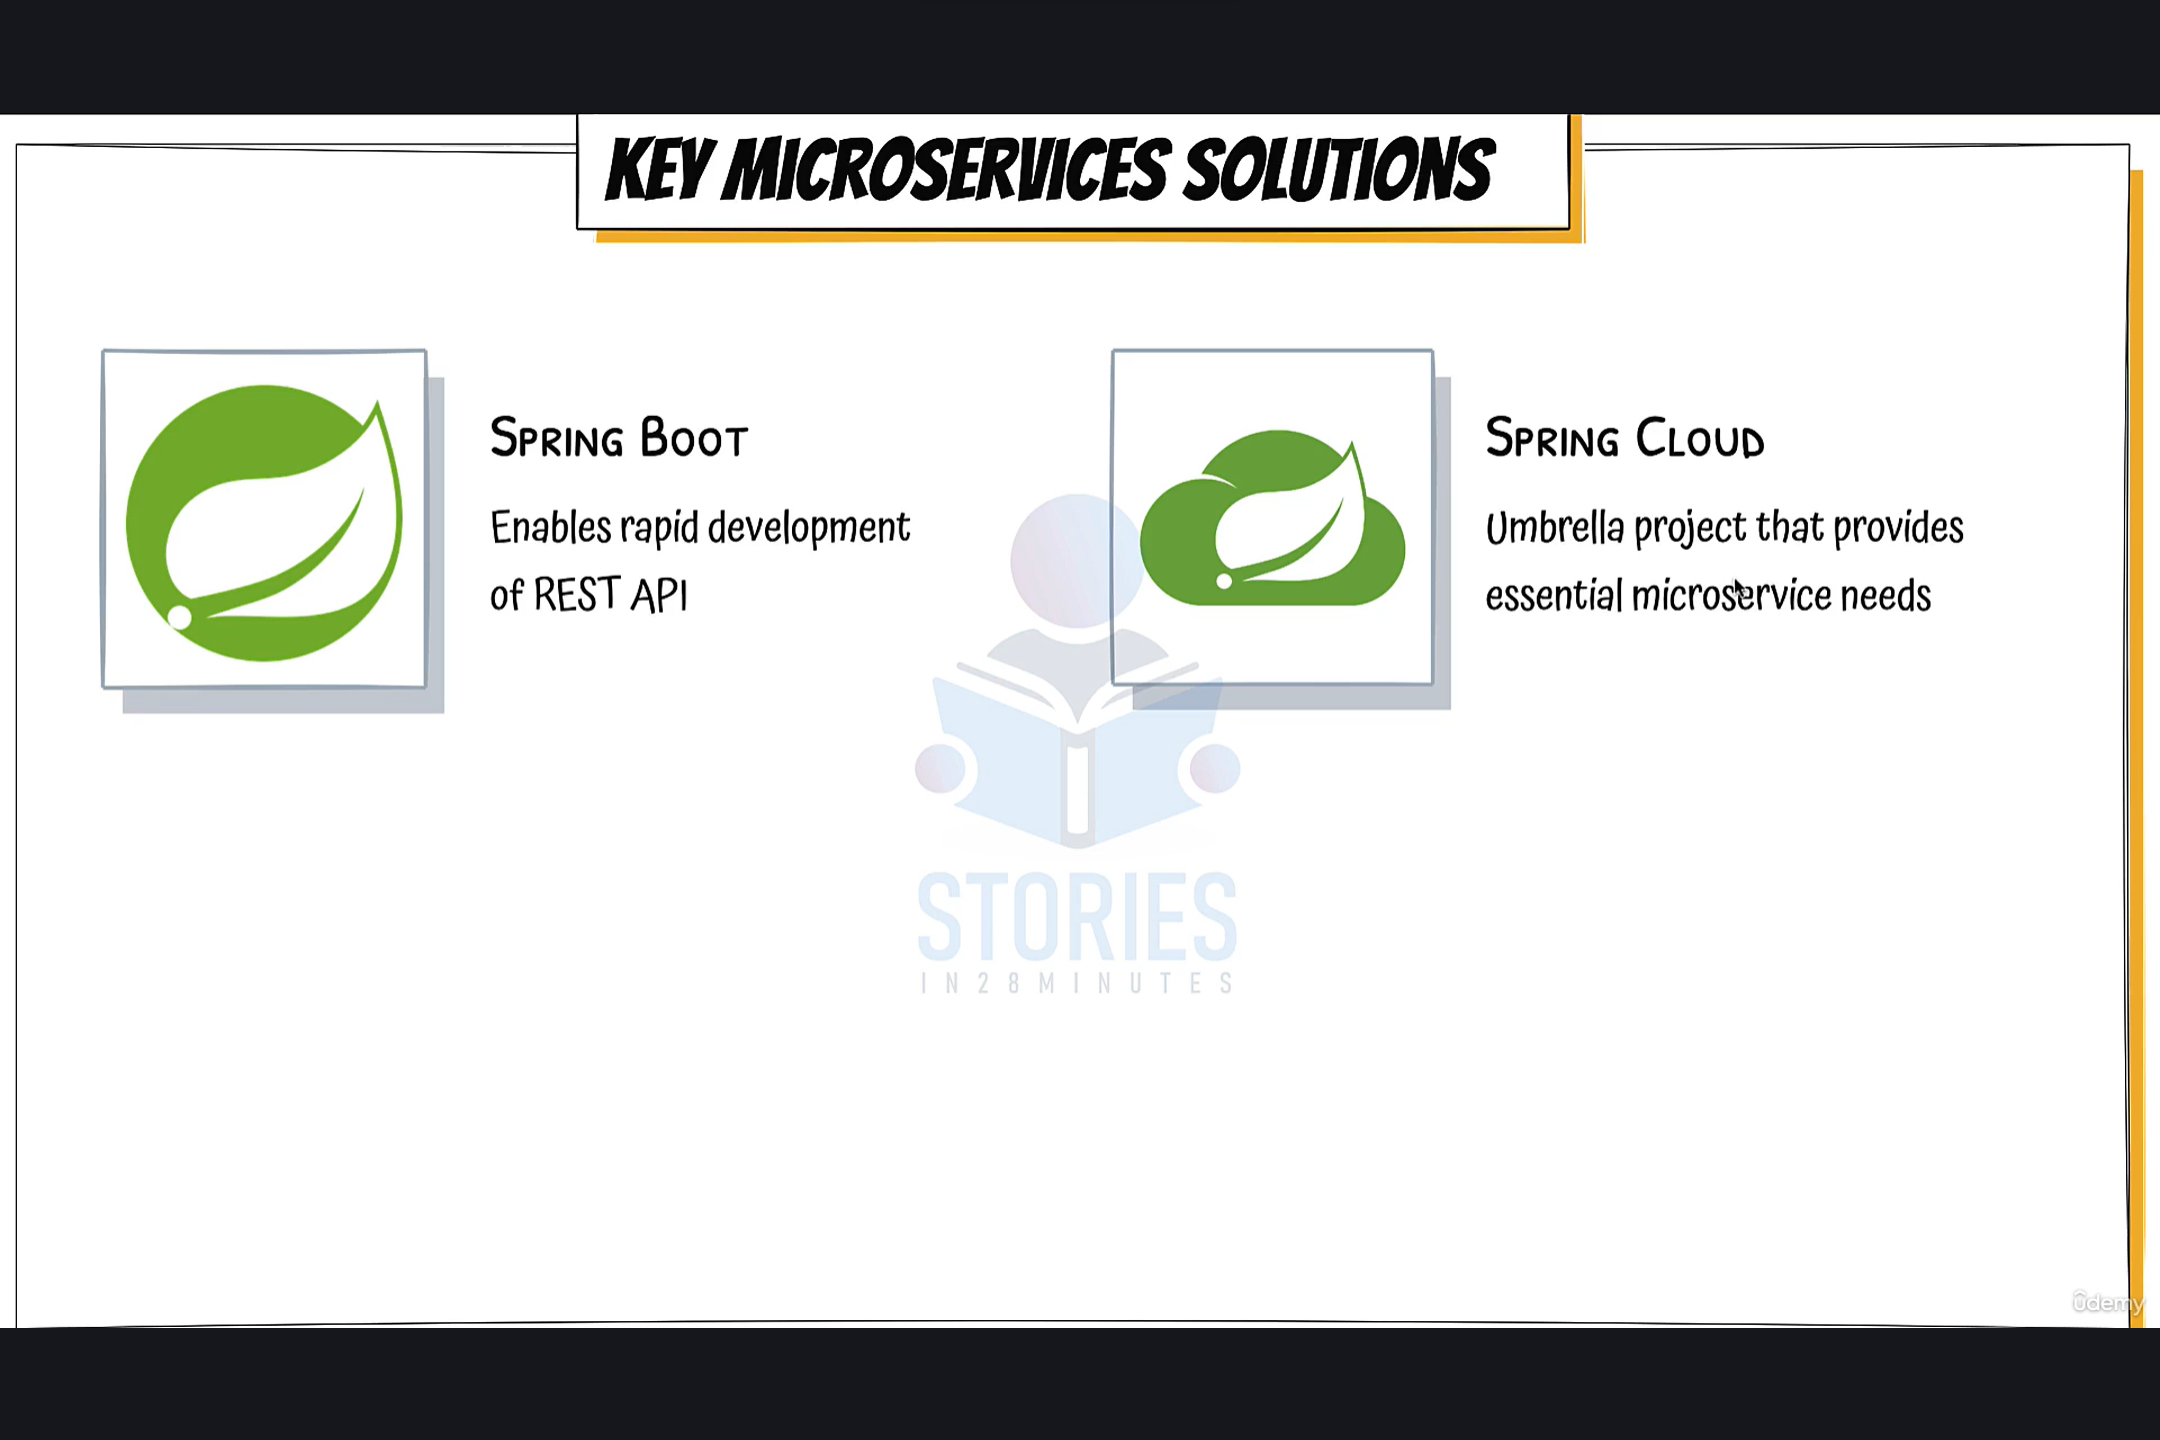 KEY MICROSERVICES SOLUTIONS
Spring Boot
Enables rapid development
of REST API
Spring Cloud
Umbrella project that provides
essential microservice needs
STORIES
IN28MINUTES
ûdemy